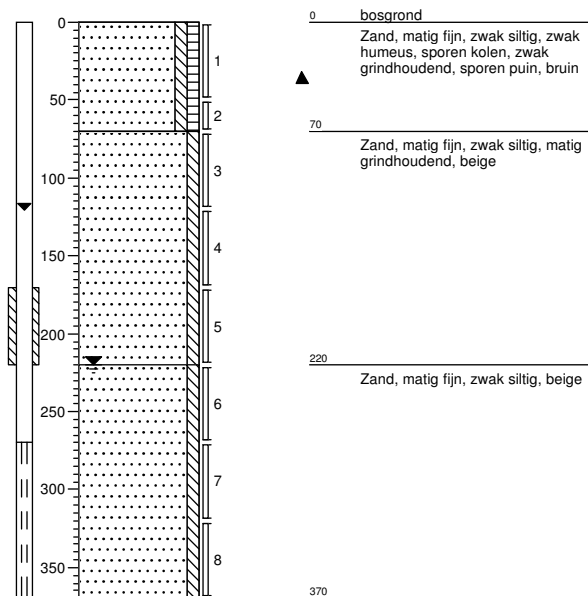 0
50
100
150
200
250
300
350
1
2
3
4
5
6
7
8
0 bosgrond
Zand, matig fijn, zwak siltig, zwak
humeus, sporen kolen, zwak
grindhoudend, sporen puin, bruin
70
Zand, matig fijn, zwak siltig, matig
grindhoudend, beige
220
Zand, matig fijn, zwak siltig, beige
370